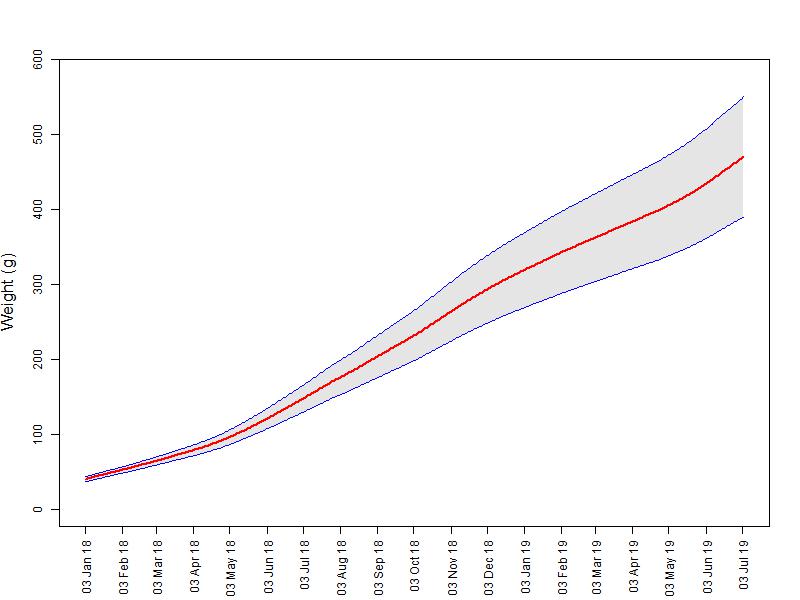 Weight (g)
600
500
400
300
200
100
0
03 Jan 18
03 Feb 18
03 Mar 18
03 Apr 18
03 May 18
03 Jun 18
03 Jul 18
03 Aug 18
03 Sep 18
03 Oct 18
03 Nov 18
03 Dec 18
03 Jan 19
03 Feb 19
03 Mar 19
03 Apr 19
03 May 19
03 Jun 19
03 Jul 19